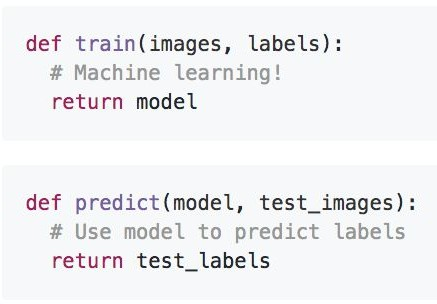 def train(images, labels):
  # Machine learning!
  return model
def predict(model, test_images):
  # Use model to predict labels
  return test_labels